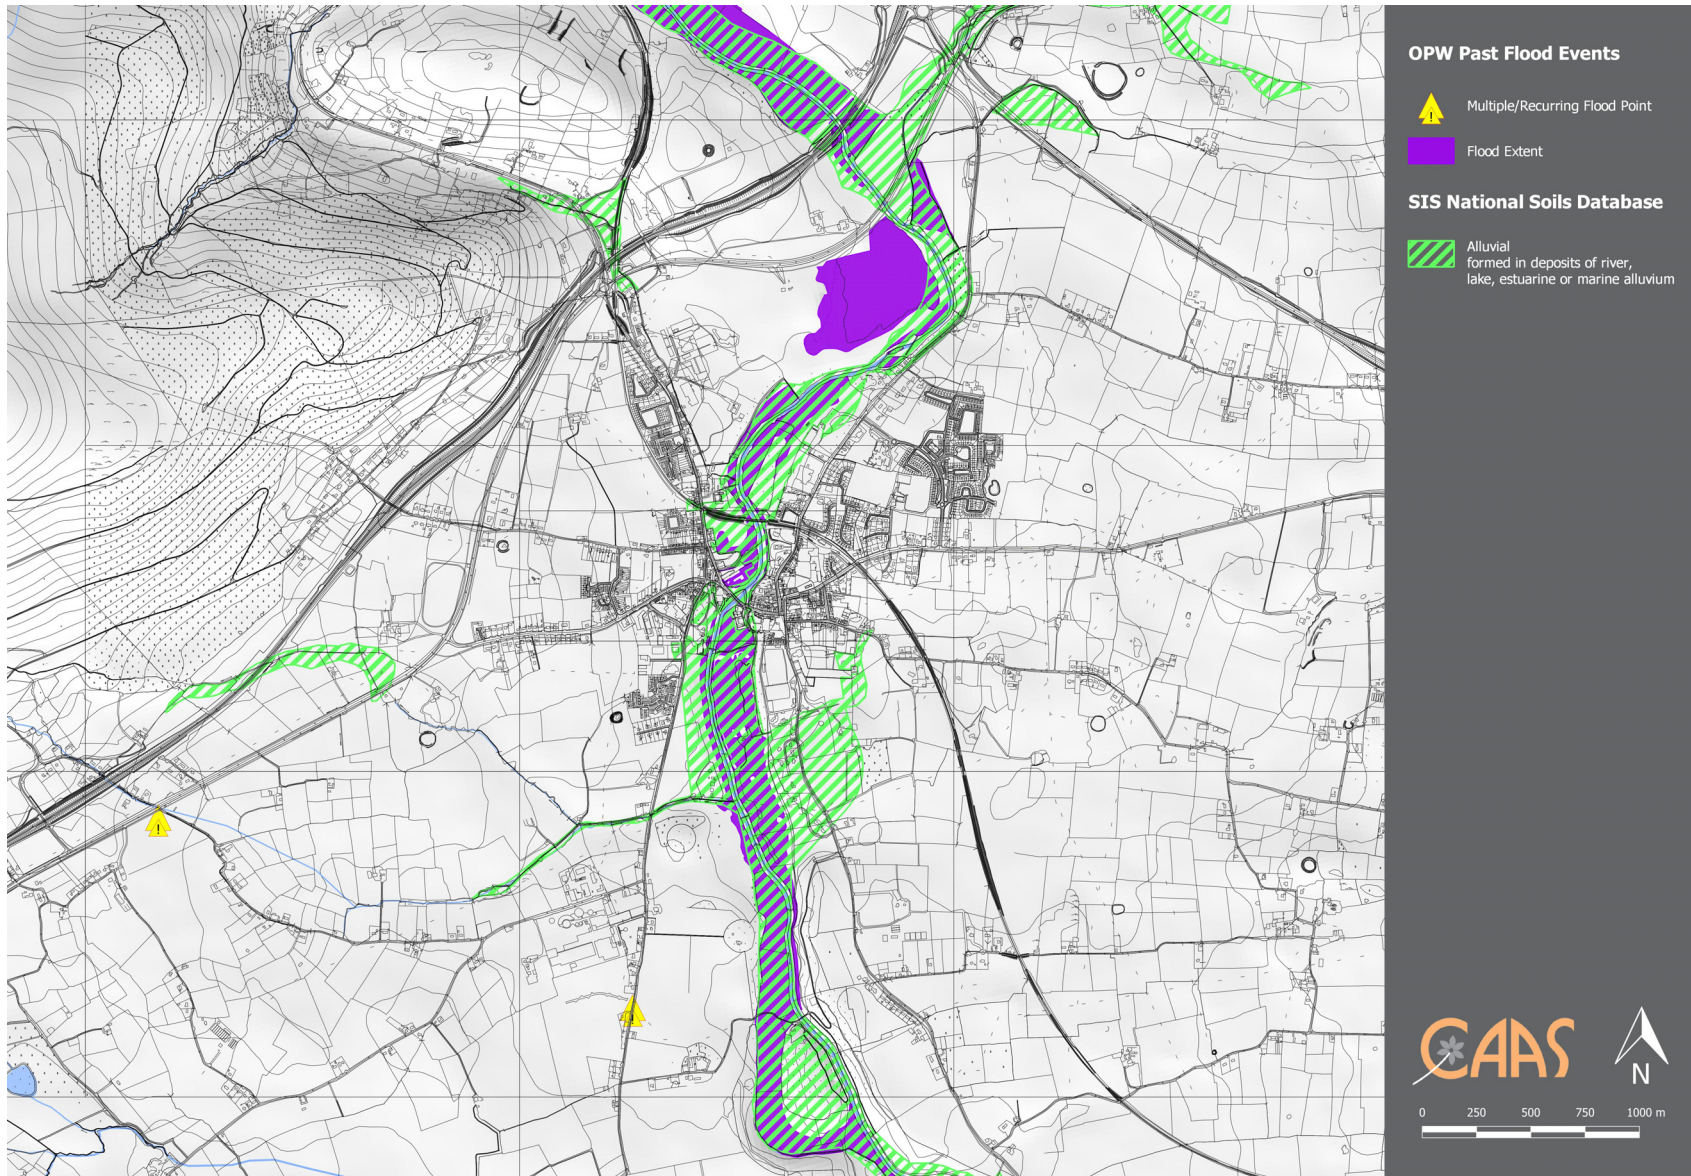 OPW Past Flood Events
Multiple/Recurring Flood Point
Flood Extent
SIS National Soils Database
Alluvial
formed in deposits of river,
lake, estuarine or marine alluvium
CAAS
N
0 250 500 750 1000 m